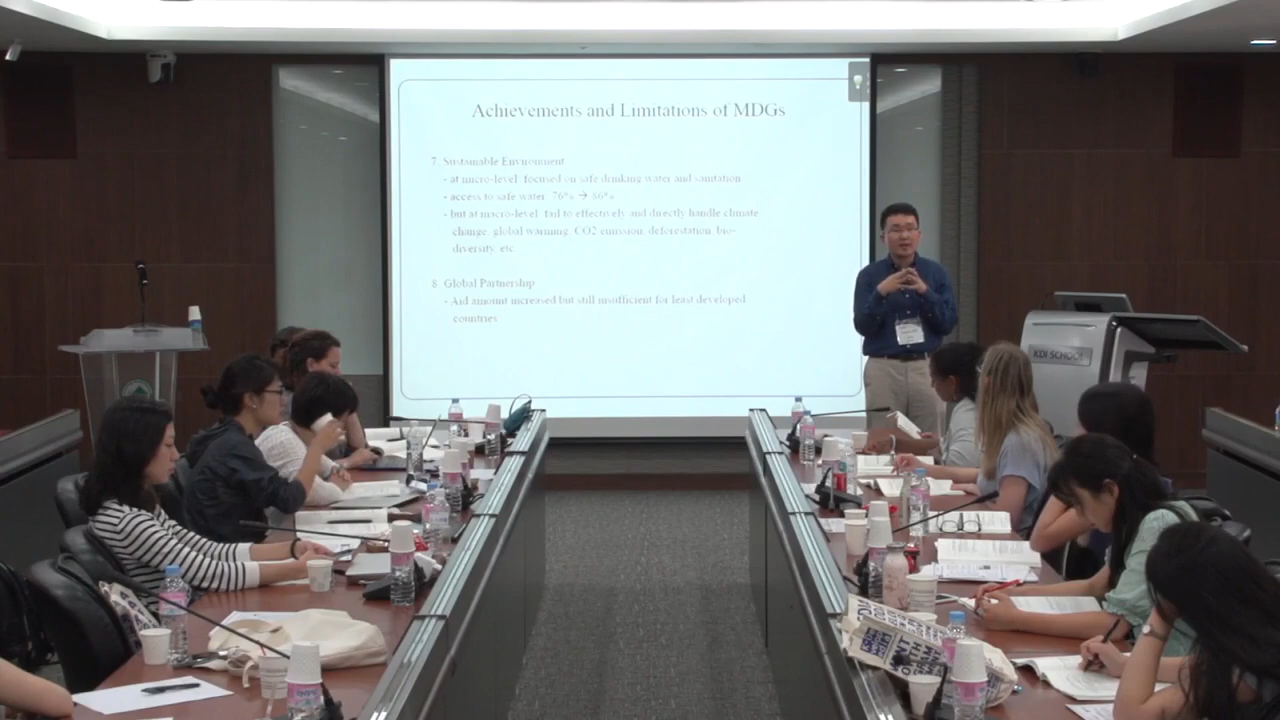 Achievements and Limitations of MDGs
7. Sustainable Environment
- at micro-level: focused on safe drinking water and sanitation
- access to safe water: 76% → 86%
- but at macro-level: fail to effectively and directly handle climate
change, global warming, CO2 emission, deforestation, bio-
diversity, etc.
8. Global Partnership
- Aid amount increased but still insufficient for least developed
countries
KDI SCHOOL